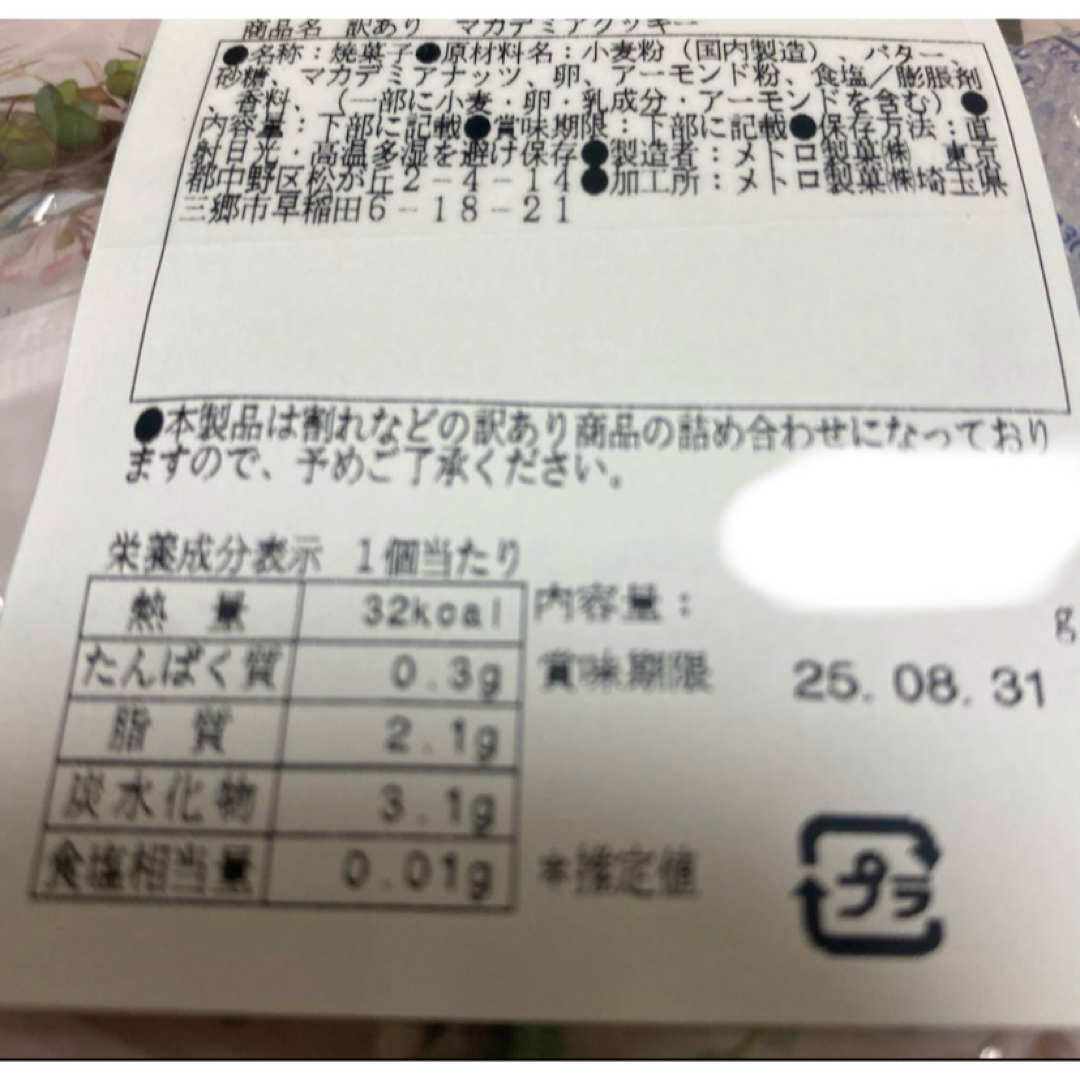 商品名 訳あり マカデミアクッキー
●名称：焼菓子●原材料名：小麦粉（国内製造）、バター、
砂糖、マカデミアナッツ、卵、アーモンド粉、食塩／膨脹剤
、香料、（一部に小麦・卵・乳成分・アーモンドを含む）●
内容量：下部に記載●賞味期限：下部に記載●保存方法：直
射日光・高温多湿を避け保存●製造者：メトロ製菓㈱ 東京
都中野区松が丘2－4－14●加工所：メトロ製菓㈱埼玉県
三郷市早稲田6－18－21
●本製品は割れなどの訳あり商品の詰め合わせになっており
ますので、予めご了承ください。
栄養成分表示 1個当たり
熱量 32kcal
たんぱく質 0.3g
脂質 2.1g
炭水化物 3.1g
食塩相当量 0.01g
内容量： g
賞味期限 25.08.31
*推定値
プラ